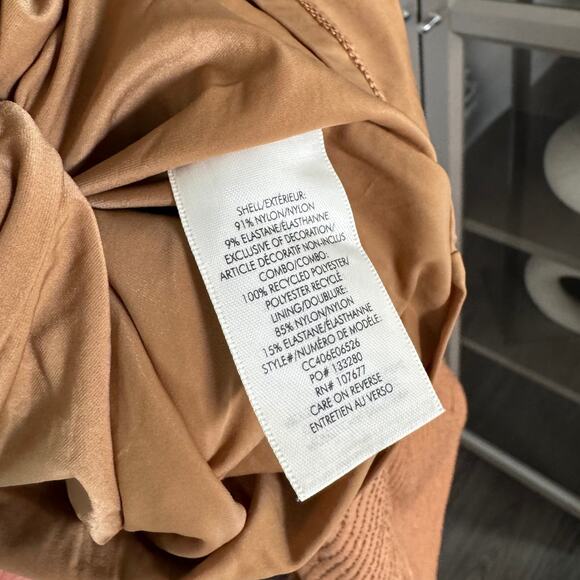 SHELL/EXTÉRIEUR:
91% NYLON/NYLON
9% ELASTANE/ÉLASTHANNE
EXCLUSIVE OF DECORATION/
ARTICLE DÉCORATIF NON-INCLUS
COMBO/COMBO:
100% RECYCLED POLYESTER/
POLYESTER RECYCLÉ
LINING/DOUBLURE:
85% NYLON/NYLON
15% ELASTANE/ÉLASTHANNE
STYLE#/NUMÉRO DE MODÈLE:
CC406E06526
PO# 133280
RN# 107677
CARE ON REVERSE
ENTRETIEN AU VERSO